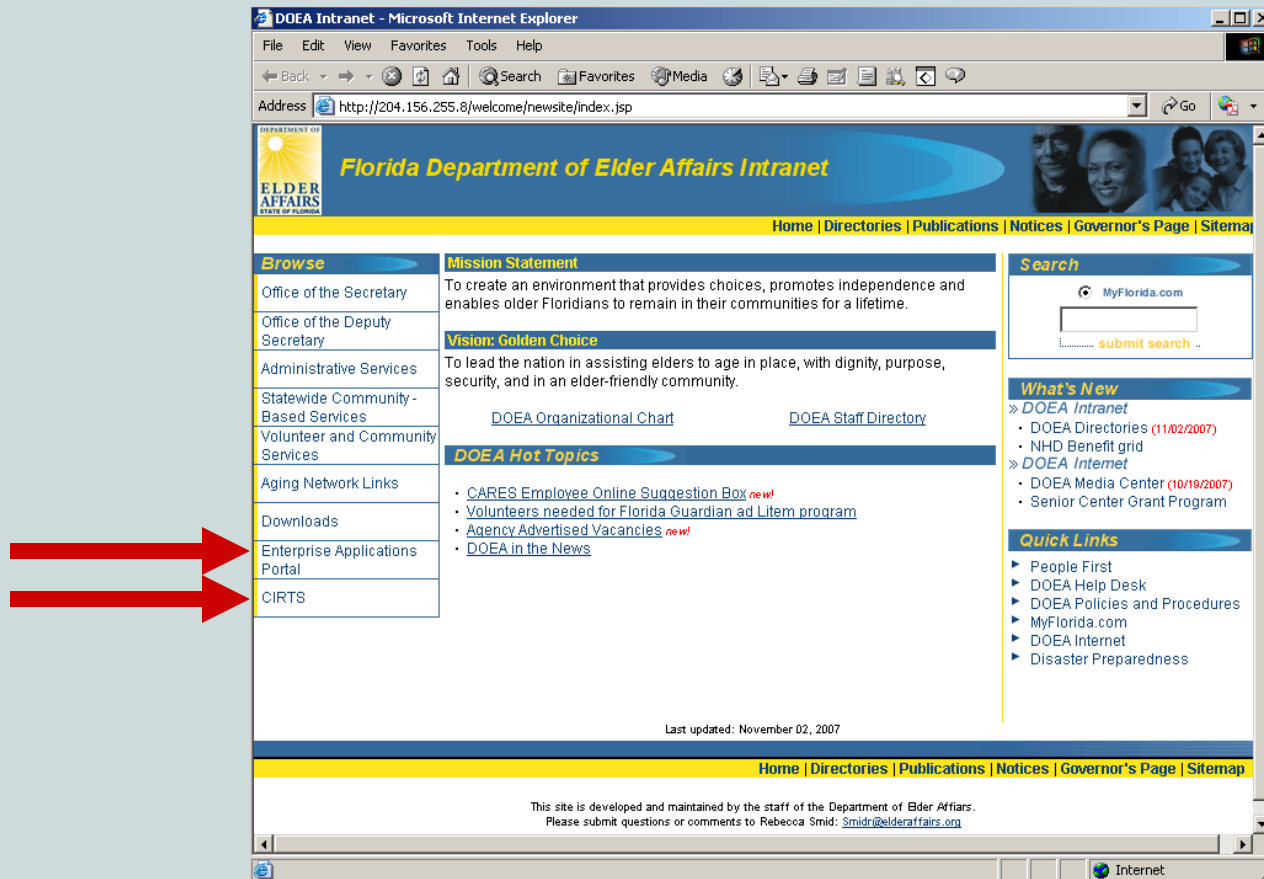 DOEA Intranet - Microsoft Internet Explorer
File Edit View Favorites Tools Help
Back Search Favorites Media
Address http://204.156.255.8/welcome/newsite/index.jsp Go
DEPARTMENT OF
ELDER
AFFAIRS
STATE OF FLORIDA
Florida Department of Elder Affairs Intranet
Home | Directories | Publications | Notices | Governor's Page | Sitemap
Browse
Office of the Secretary
Office of the Deputy
Secretary
Administrative Services
Statewide Community -
Based Services
Volunteer and Community
Services
Aging Network Links
Downloads
Enterprise Applications
Portal
CIRTS
Mission Statement
To create an environment that provides choices, promotes independence and
enables older Floridians to remain in their communities for a lifetime.
Vision: Golden Choice
To lead the nation in assisting elders to age in place, with dignity, purpose,
security, and in an elder-friendly community.
DOEA Organizational Chart DOEA Staff Directory
DOEA Hot Topics
· CARES Employee Online Suggestion Box new!
· Volunteers needed for Florida Guardian ad Litem program
· Agency Advertised Vacancies new!
· DOEA in the News
Search
MyFlorida.com
submit search
What's New
» DOEA Intranet
· DOEA Directories (11/02/2007)
· NHD Benefit grid
» DOEA Internet
· DOEA Media Center (10/19/2007)
· Senior Center Grant Program
Quick Links
People First
DOEA Help Desk
DOEA Policies and Procedures
MyFlorida.com
DOEA Internet
Disaster Preparedness
Last updated: November 02, 2007
Home | Directories | Publications | Notices | Governor's Page | Sitemap
This site is developed and maintained by the staff of the Department of Elder Affiars.
Please submit questions or comments to Rebecca Smid: Smidr@elderaffairs.org
Internet